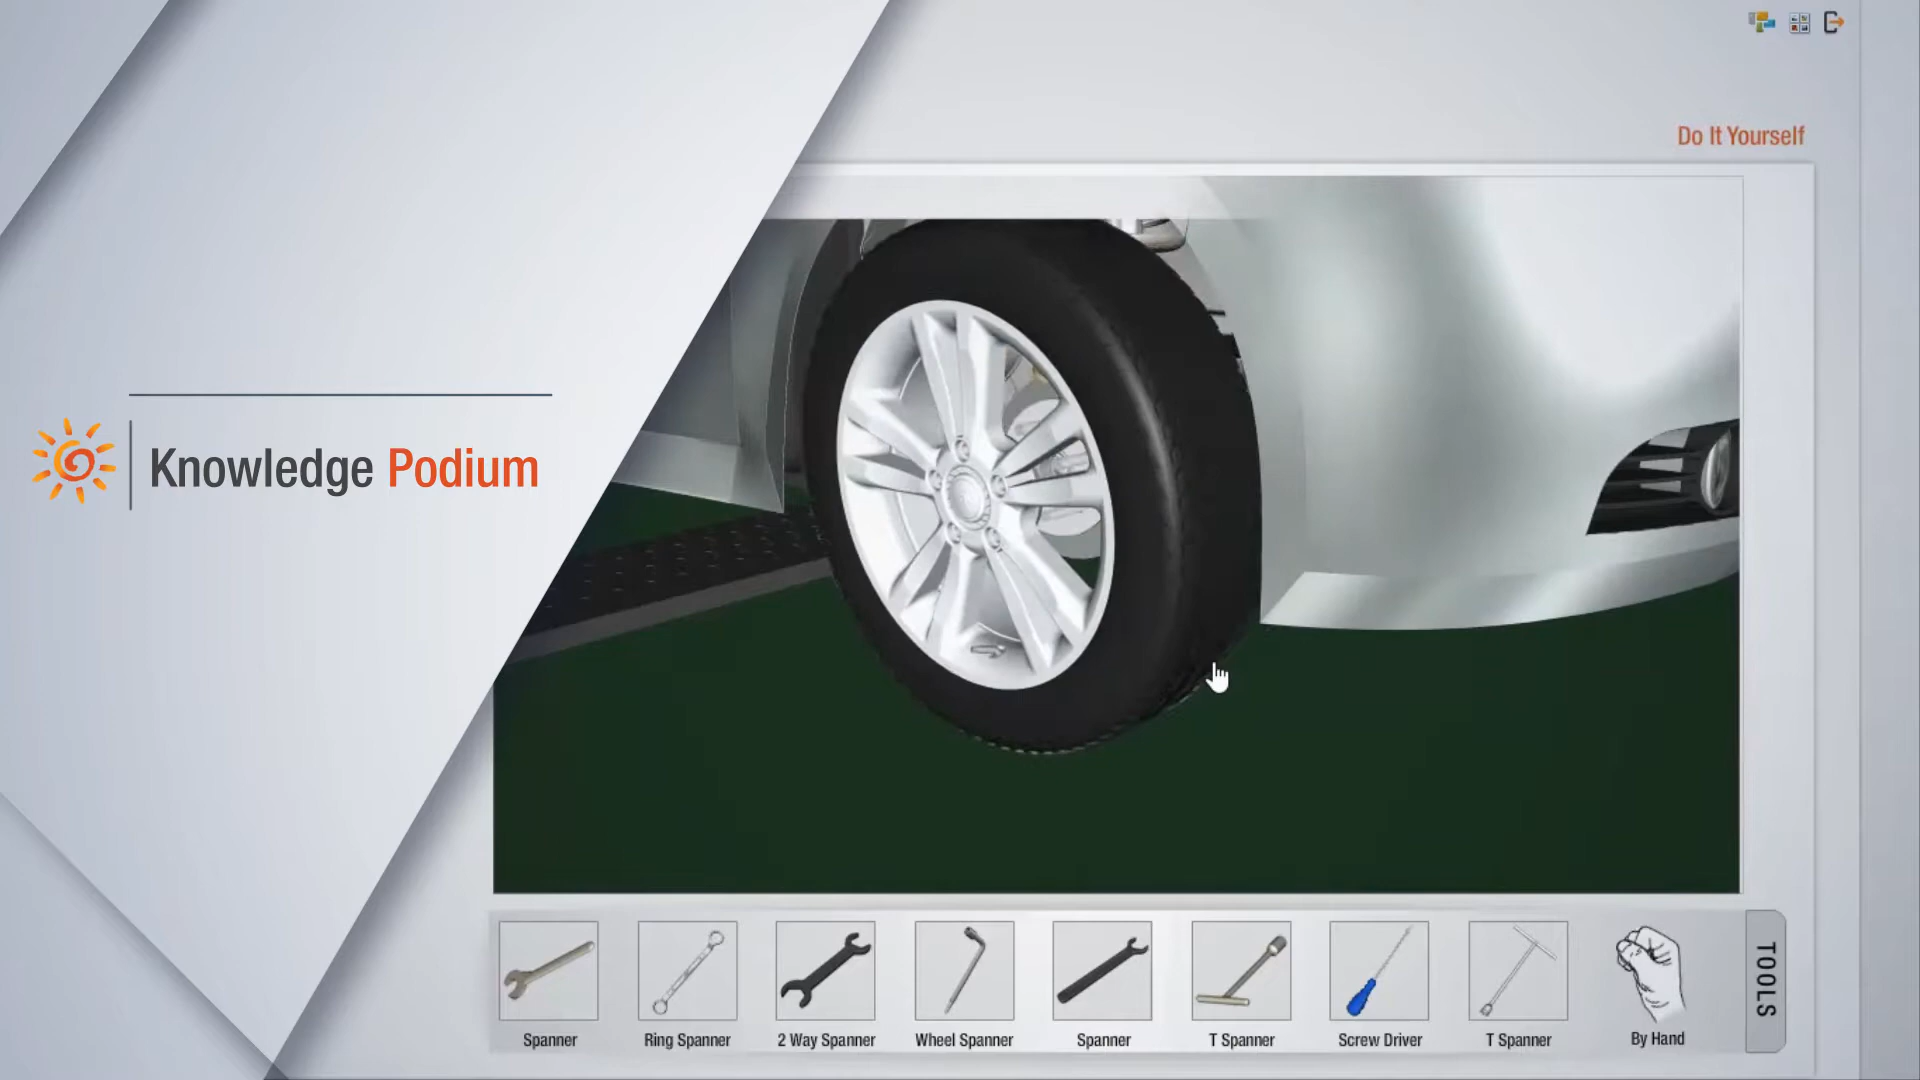 Do It Yourself
Knowledge Podium
Spanner
Ring Spanner
2 Way Spanner
Wheel Spanner
Spanner
T Spanner
Screw Driver
T Spanner
By Hand
TOOLS